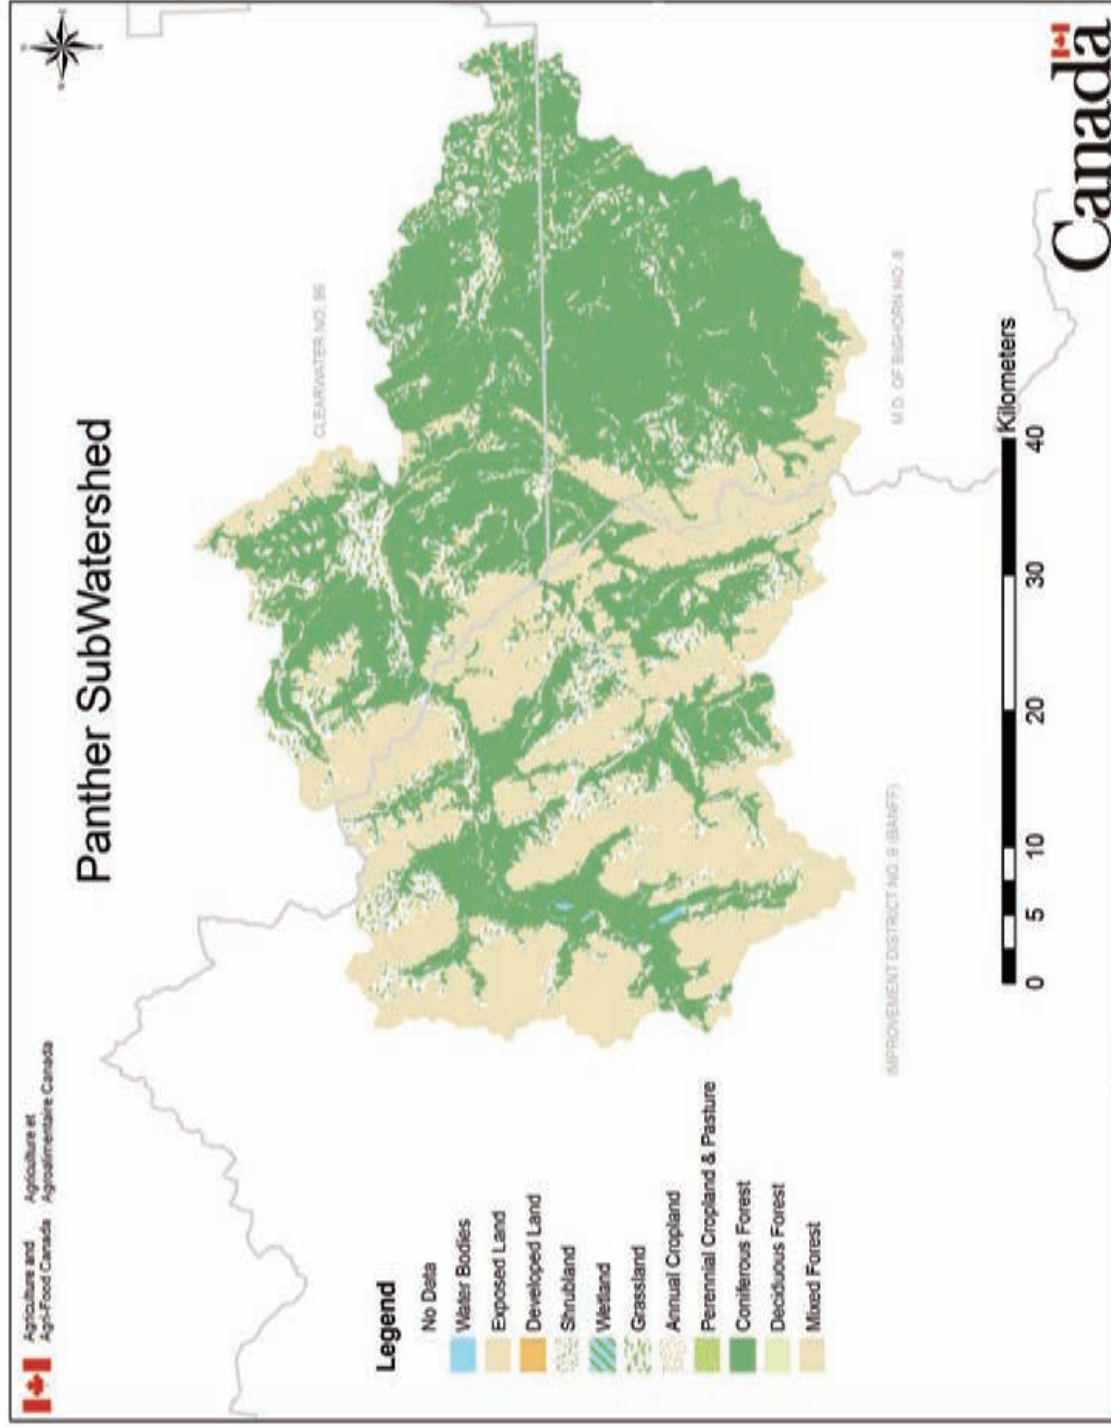 Agriculture and
Agri-Food Canada
Agriculture et
Agroalimentaire Canada
Panther SubWatershed
CLEARWATER NO. 99
M.D. OF BIGHORN NO. 8
IMPROVEMENT DISTRICT NO. 9 (BANFF)
Legend
No Data
Water Bodies
Exposed Land
Developed Land
Shrubland
Wetland
Grassland
Annual Cropland
Perennial Cropland & Pasture
Coniferous Forest
Deciduous Forest
Mixed Forest
0 5 10 20 30 40
Kilometers
Canada